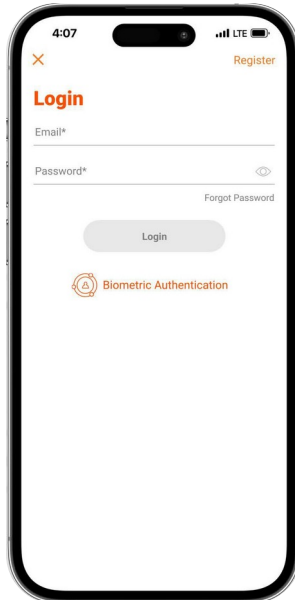 4:07 LTE
Register
Login
Email*
Password*
Forgot Password
Login
Biometric Authentication